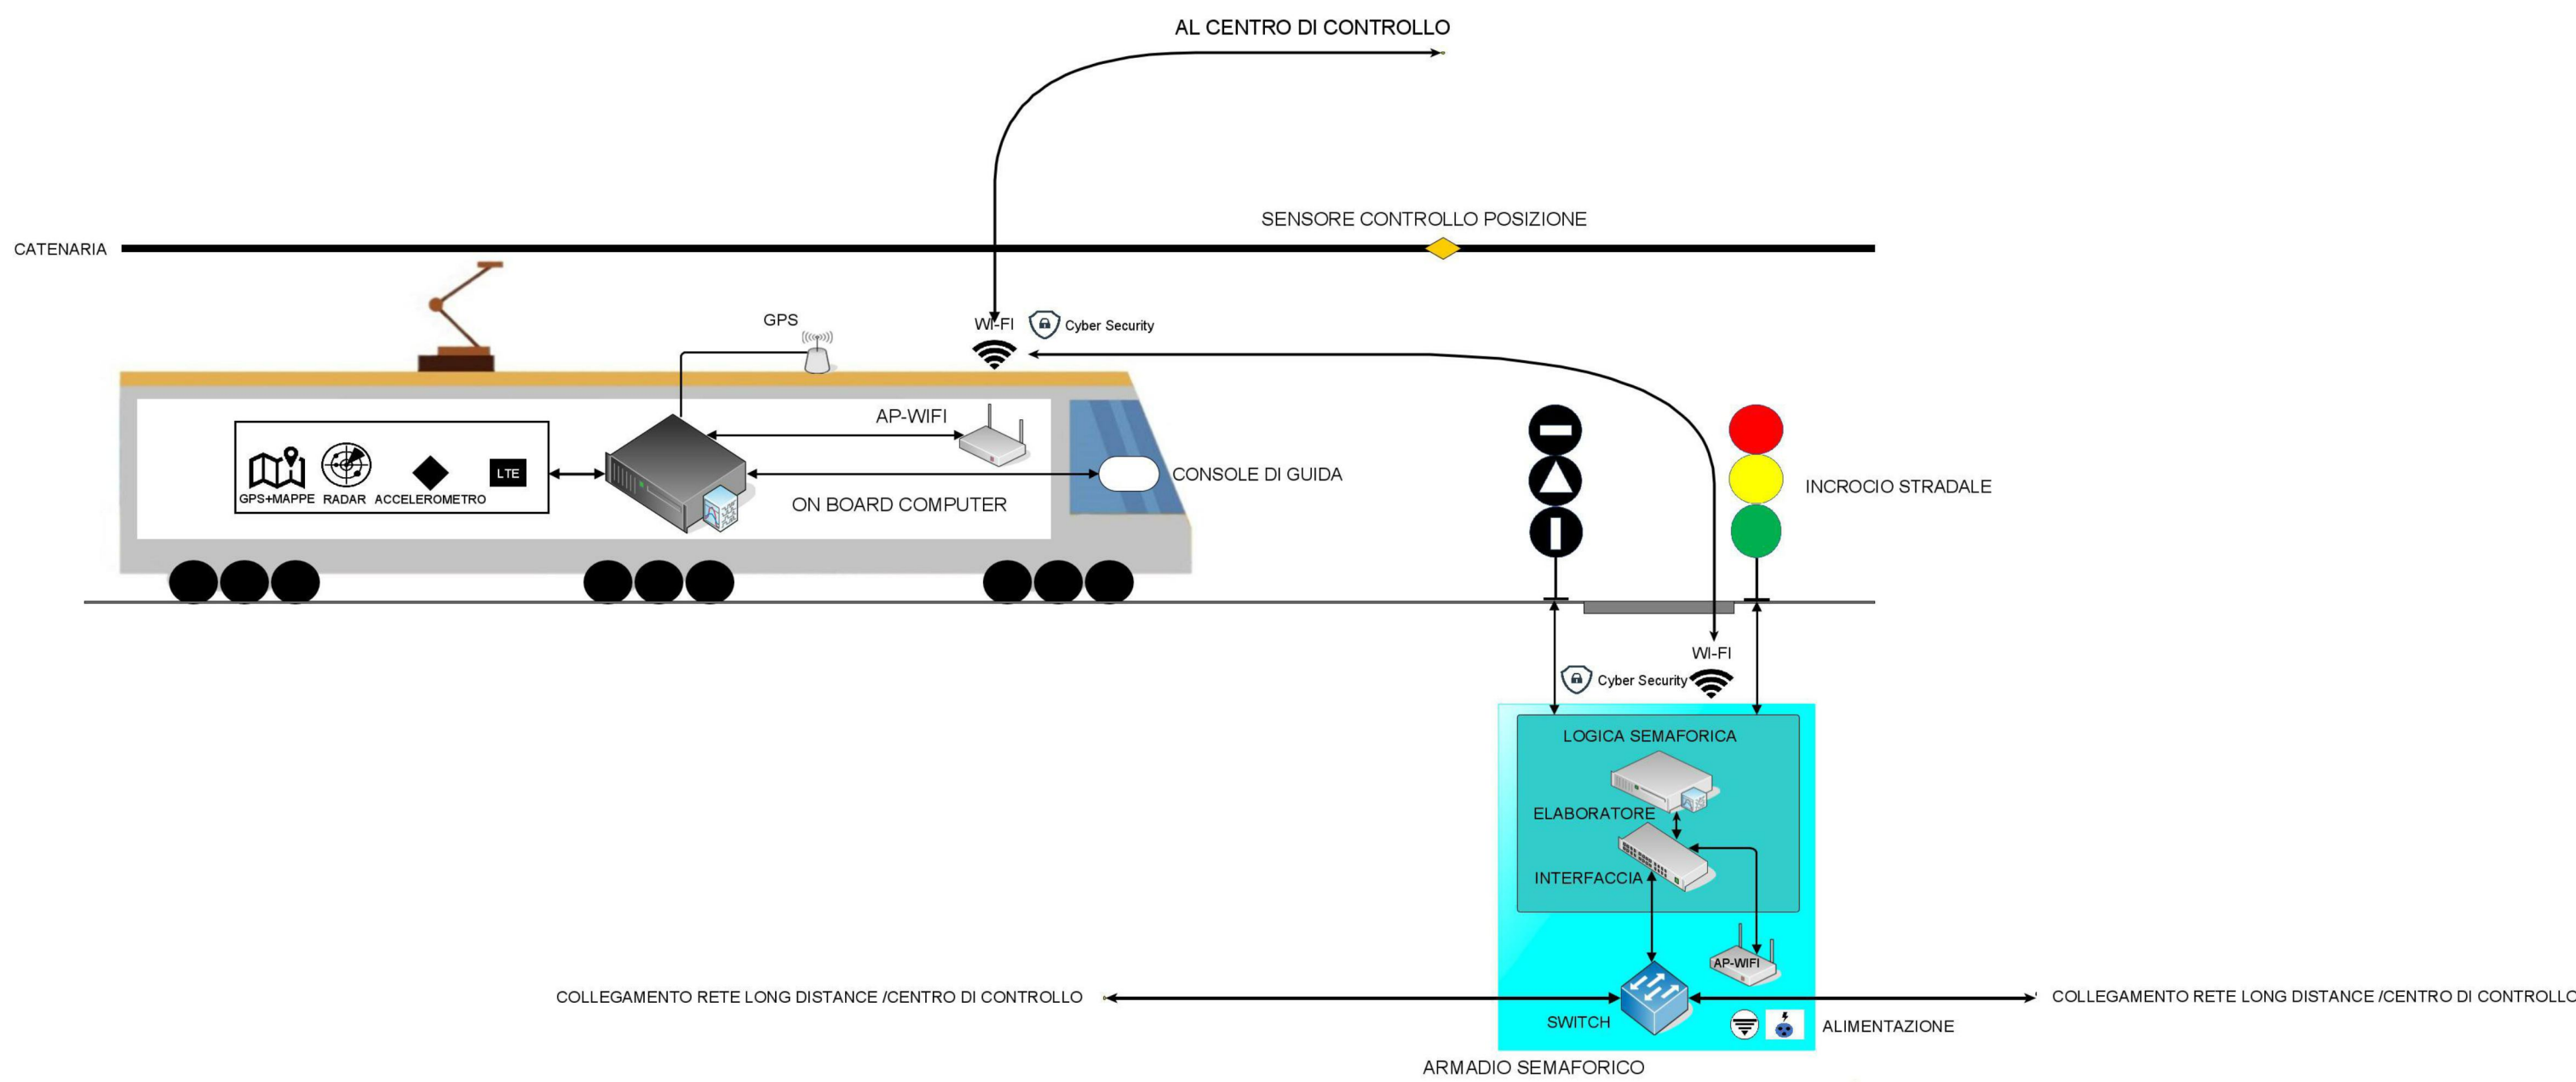 AL CENTRO DI CONTROLLO
SENSORE CONTROLLO POSIZIONE
CATENARIA
GPS
WI-FI
Cyber Security
AP-WIFI
GPS+MAPPE
RADAR
ACCELEROMETRO
LTE
ON BOARD COMPUTER
CONSOLE DI GUIDA
INCROCIO STRADALE
WI-FI
Cyber Security
LOGICA SEMAFORICA
ELABORATORE
INTERFACCIA
AP-WIFI
COLLEGAMENTO RETE LONG DISTANCE /CENTRO DI CONTROLLO
COLLEGAMENTO RETE LONG DISTANCE /CENTRO DI CONTROLLO
SWITCH
ALIMENTAZIONE
ARMADIO SEMAFORICO